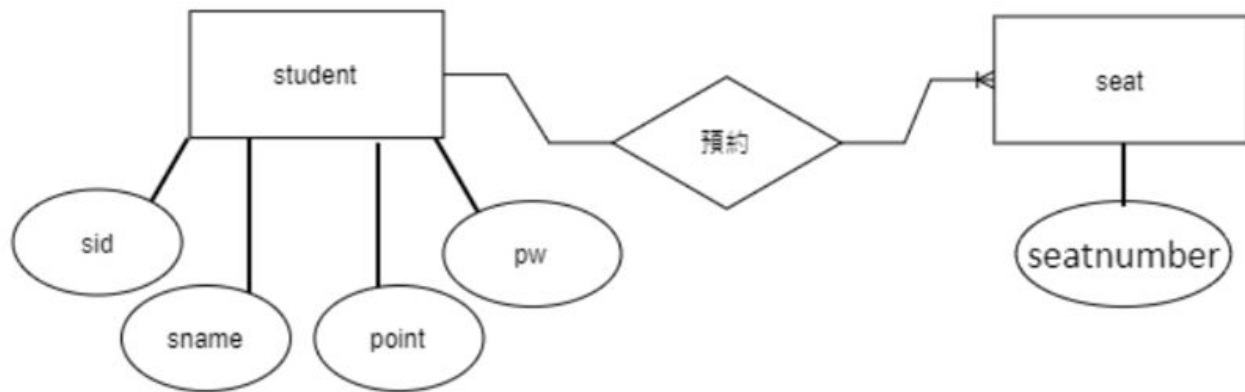 student
預約
seat
sid
sname
point
pw
seatnumber